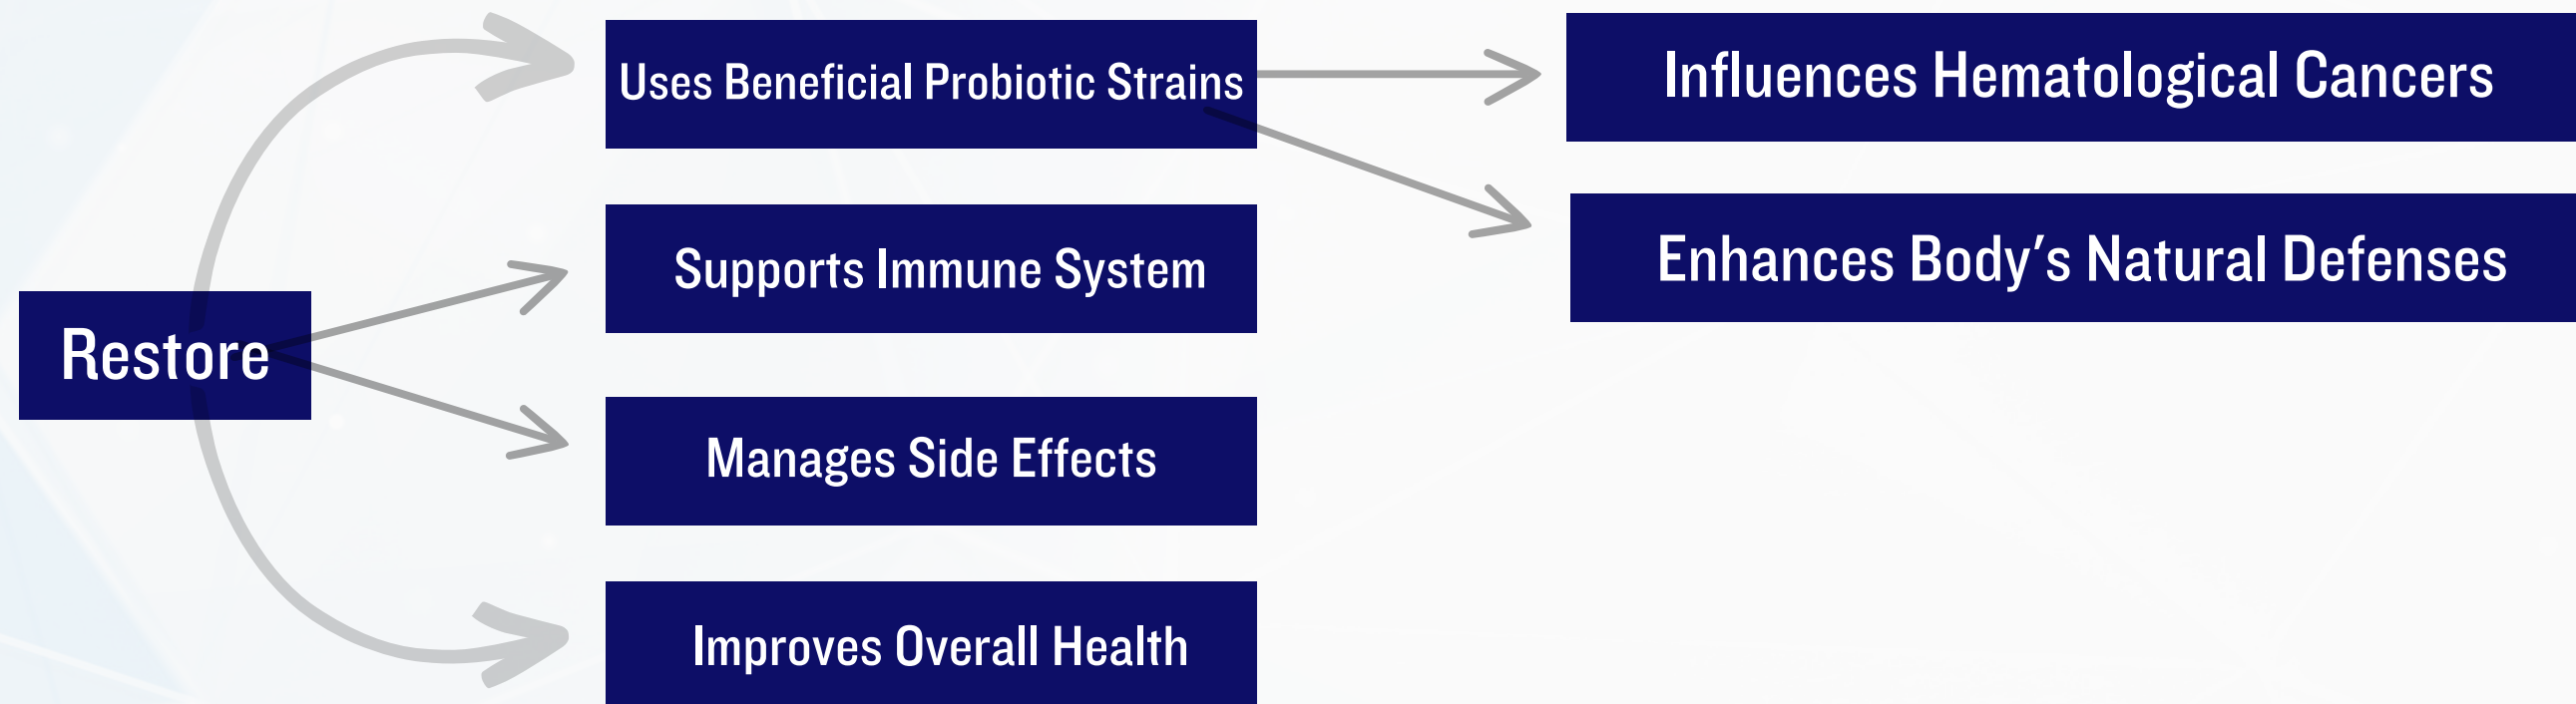 Uses Beneficial Probiotic Strains
Influences Hematological Cancers
Supports Immune System
Enhances Body's Natural Defenses
Restore
Manages Side Effects
Improves Overall Health